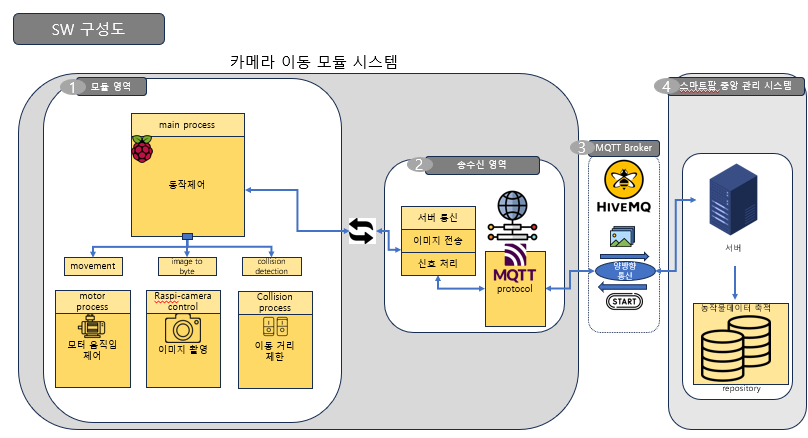 SW 구성도
카메라 이동 모듈 시스템
1 모듈 영역
main process
동작제어
movement
image to
byte
collision
detection
motor
process
모터 움직임
제어
Raspi-camera
control
이미지 촬영
Collision
process
이동 거리
제한
2 송수신 영역
서버 통신
이미지 전송
신호 처리
MQTT
protocol
3 MQTT Broker
HIVEMQ
양방향
통신
START
4 스마트팜 중앙 관리 시스템
서버
농작물데이터 축적
repository